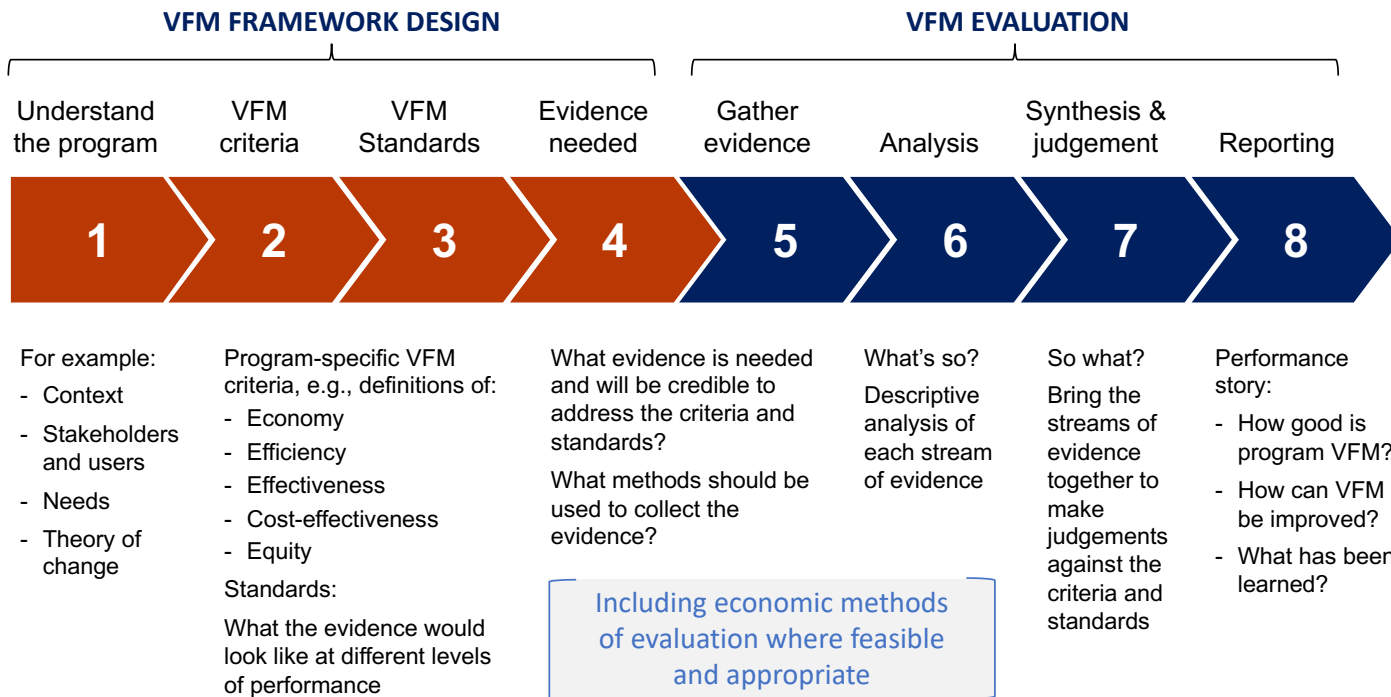 VFM FRAMEWORK DESIGN
VFM EVALUATION
Understand
the program
VFM
criteria
VFM
Standards
Evidence
needed
Gather
evidence
Analysis
Synthesis &
judgement
Reporting
1
2
3
4
5
6
7
8
For example:
- Context
- Stakeholders
and users
- Needs
- Theory of
change
Program-specific VFM
criteria, e.g., definitions of:
- Economy
- Efficiency
- Effectiveness
- Cost-effectiveness
- Equity
Standards:
What the evidence would
look like at different levels
of performance
What evidence is needed
and will be credible to
address the criteria and
standards?
What methods should be
used to collect the
evidence?
Including economic methods
of evaluation where feasible
and appropriate
What's so?
Descriptive
analysis of
each stream
of evidence
So what?
Bring the
streams of
evidence
together to
make
judgements
against the
criteria and
standards
Performance
story:
- How good is
program VFM?
- How can VFM
be improved?
- What has been
learned?